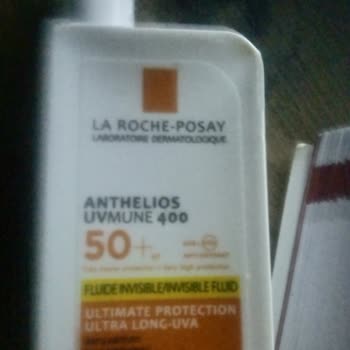 LA ROCHE-POSAY
LABORATOIRE DERMATOLOGIQUE
ANTHELIOS
UVMUNE 400
50+
FLUIDE INVISIBLE/INVISIBLE FLUID
ULTIMATE PROTECTION
ULTRA LONG-UVA